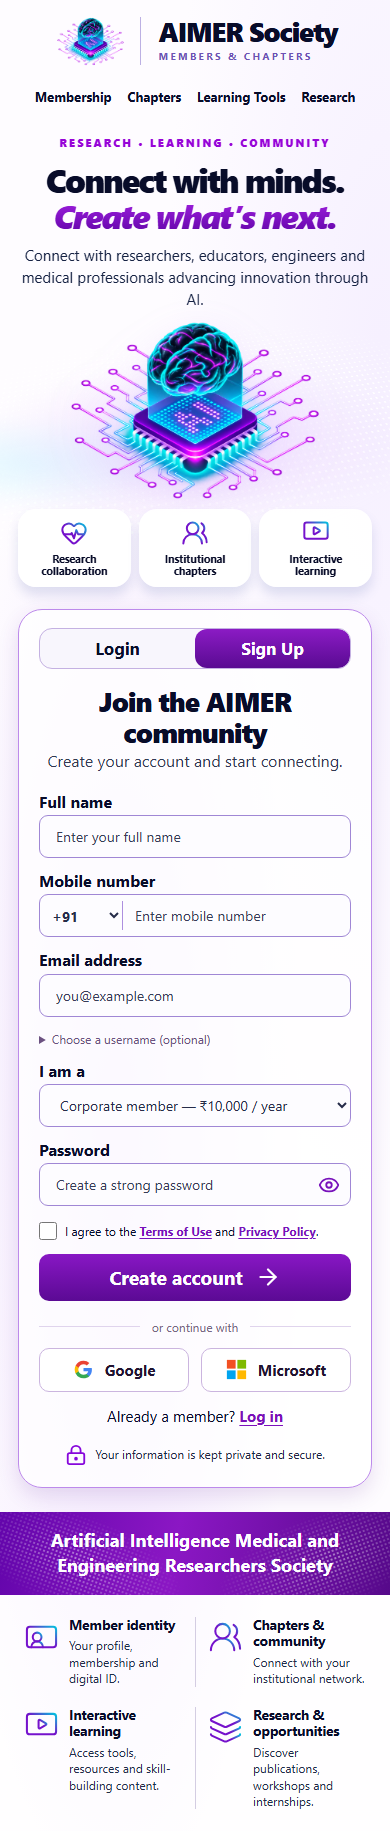 AIMER Society
MEMBERS & CHAPTERS
Membership Chapters Learning Tools Research
RESEARCH • LEARNING • COMMUNITY
Connect with minds.
Create what's next.
Connect with researchers, educators, engineers and
medical professionals advancing innovation through
AI.
AI
Research
collaboration
Institutional
chapters
Interactive
learning
Login Sign Up
Join the AIMER
community
Create your account and start connecting.
Full name
Enter your full name
Mobile number
+91 Enter mobile number
Email address
you@example.com
▶ Choose a username (optional)
I am a
Corporate member — ₹10,000 / year
Password
Create a strong password
I agree to the Terms of Use and Privacy Policy.
Create account →
or continue with
Google Microsoft
Already a member? Log in
Your information is kept private and secure.
Artificial Intelligence Medical and
Engineering Researchers Society
Member identity
Your profile,
membership and
digital ID.
Chapters &
community
Connect with your
institutional network.
Interactive
learning
Access tools,
resources and skill-
building content.
Research &
opportunities
Discover
publications,
workshops and
internships.